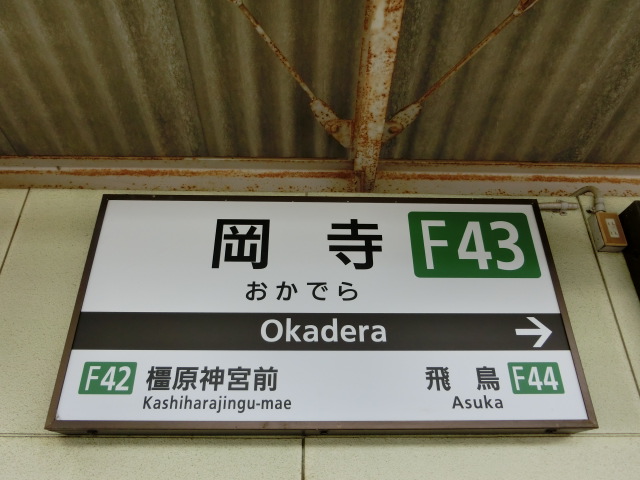 岡寺 F43
おかでら
Okadera →
F42 橿原神宮前 飛鳥 F44
Kashiharajingu-mae Asuka